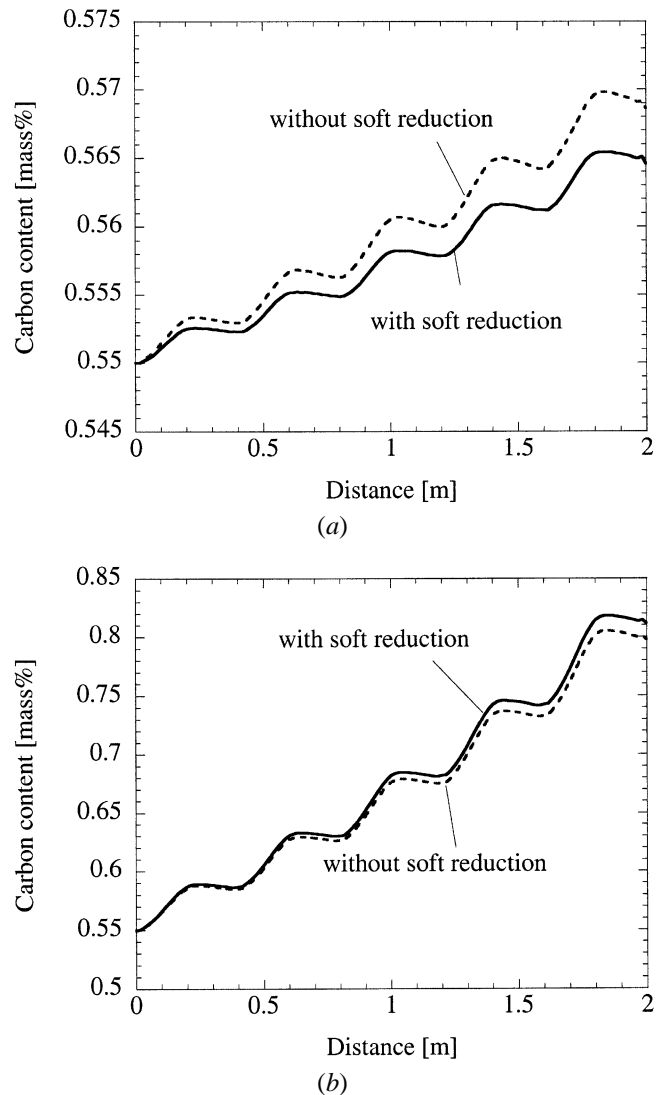 0.575
0.57
0.565
0.56
0.555
0.55
0.545
Carbon content [mass%]
without soft reduction
with soft reduction
0
0.5
1
1.5
2
Distance [m]
(a)
0.85
0.8
0.75
0.7
0.65
0.6
0.55
0.5
Carbon content [mass%]
with soft reduction
without soft reduction
0
0.5
1
1.5
2
Distance [m]
(b)